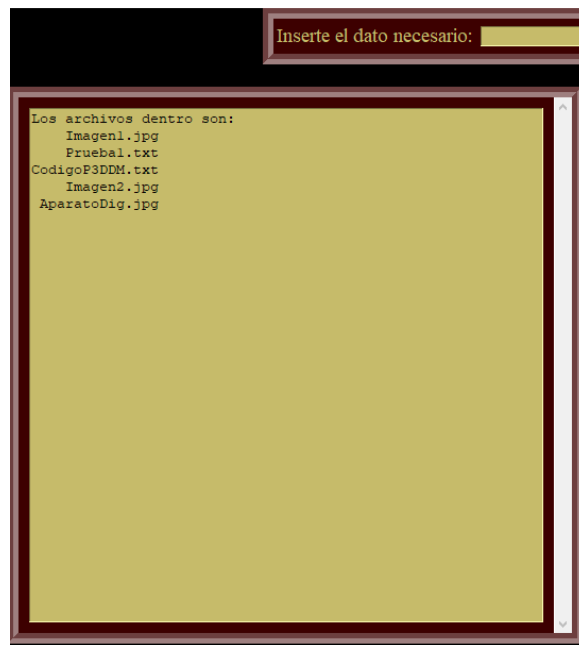 Inserte el dato necesario:
Los archivos dentro son:
Imagen1.jpg
Prueba1.txt
CodigoP3DDM.txt
Imagen2.jpg
AparatoDig.jpg